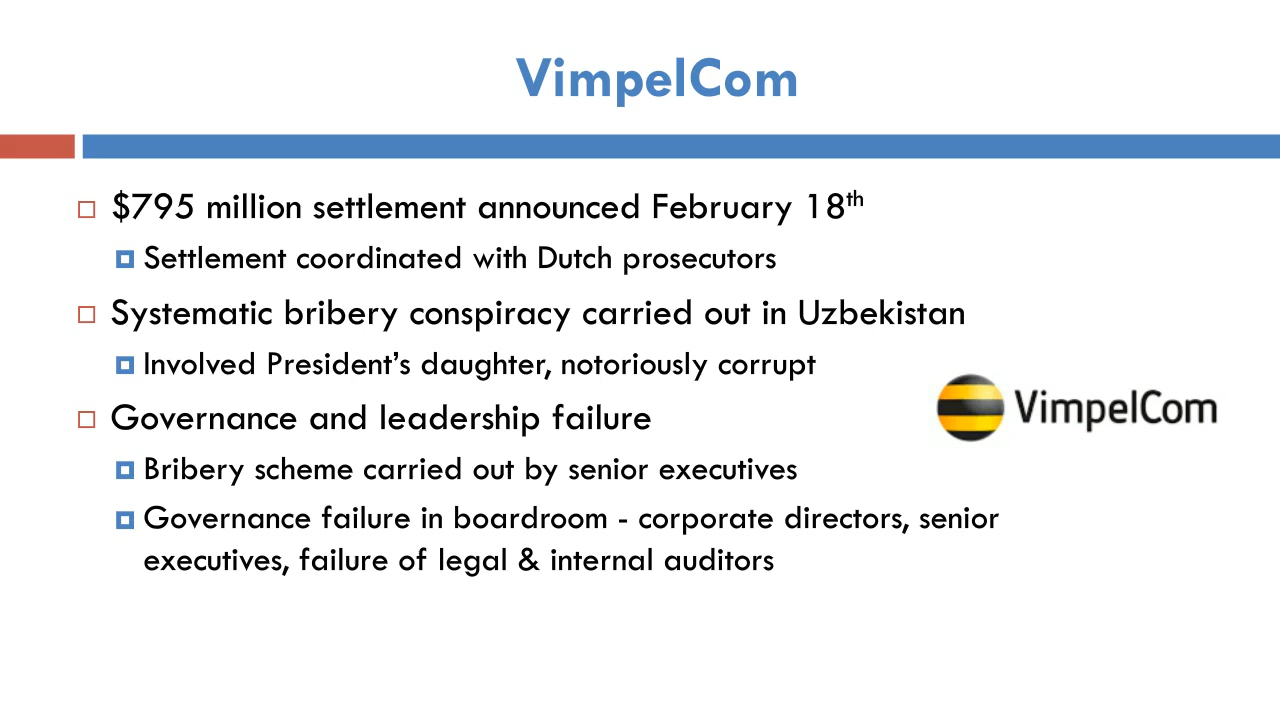 VimpelCom
$795 million settlement announced February 18th
Settlement coordinated with Dutch prosecutors
Systematic bribery conspiracy carried out in Uzbekistan
Involved President’s daughter, notoriously corrupt
Governance and leadership failure
VimpelCom
Bribery scheme carried out by senior executives
Governance failure in boardroom - corporate directors, senior
executives, failure of legal & internal auditors